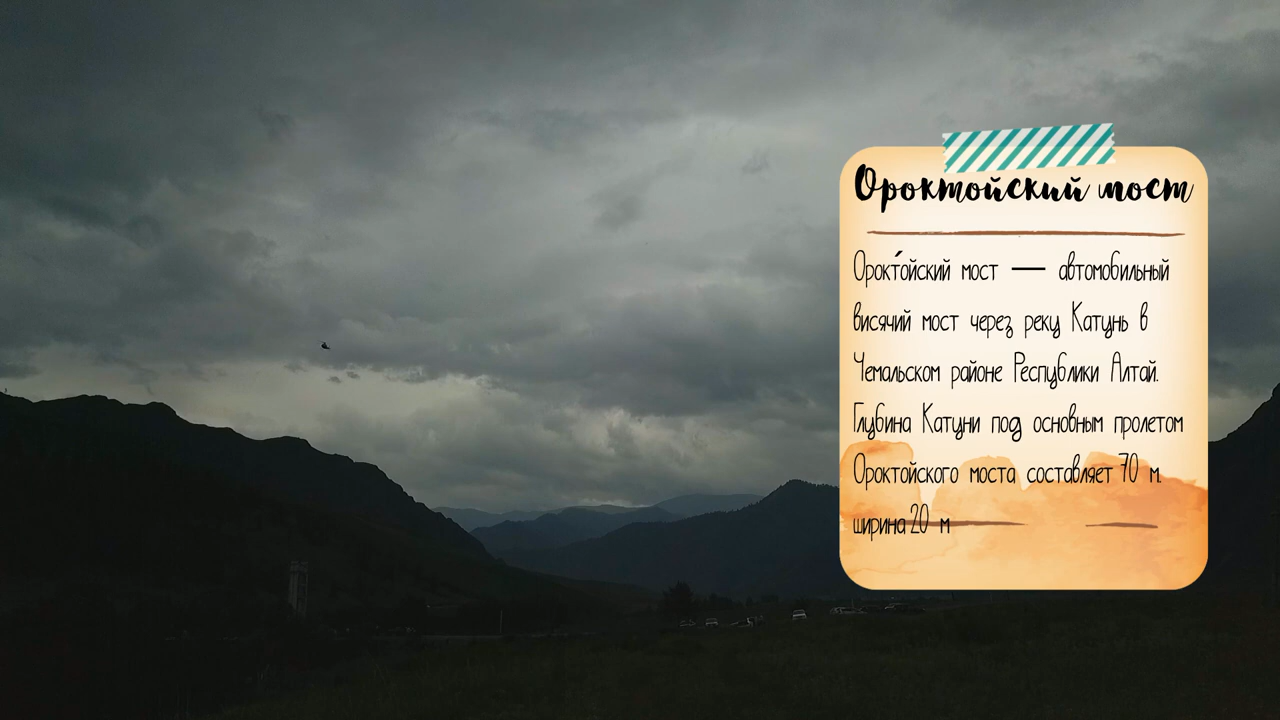 Ороктойский мост
Орокто́йский мост — автомобильный
висячий мост через реку Катунь в
Чемальском районе Республики Алтай.
Глубина Катуни под основным пролетом
Ороктойского моста составляет 70 м.
ширина 20 м